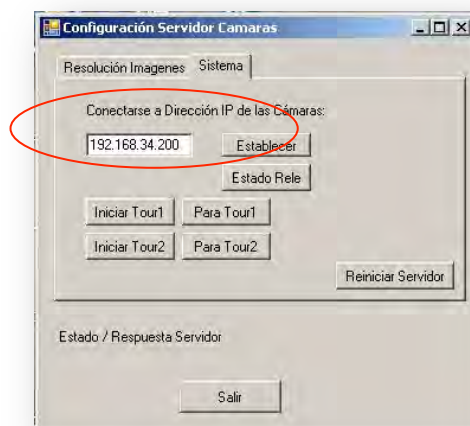 Configuración Servidor Camaras
Resolución Imagenes Sistema
Conectarse a Dirección IP de las Cámaras:
192.168.34.200 Establecer
Estado Rele
Iniciar Tour1 Para Tour1
Iniciar Tour2 Para Tour2
Reiniciar Servidor
Estado / Respuesta Servidor
Salir